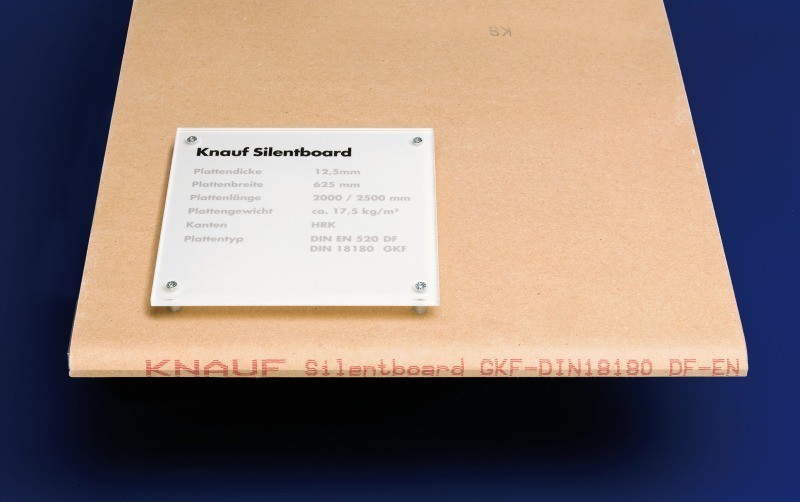 KS
Knauf Silentboard
Plattendicke 12,5mm
Plattenbreite 625 mm
Plattenlänge 2000 / 2500 mm
Plattengewicht ca. 17,5 kg/m²
Kanten HRK
Plattentyp DIN EN 520 DF
DIN 18180 GKF
KNAUF Silentboard GKF-DIN18180 DF-EN